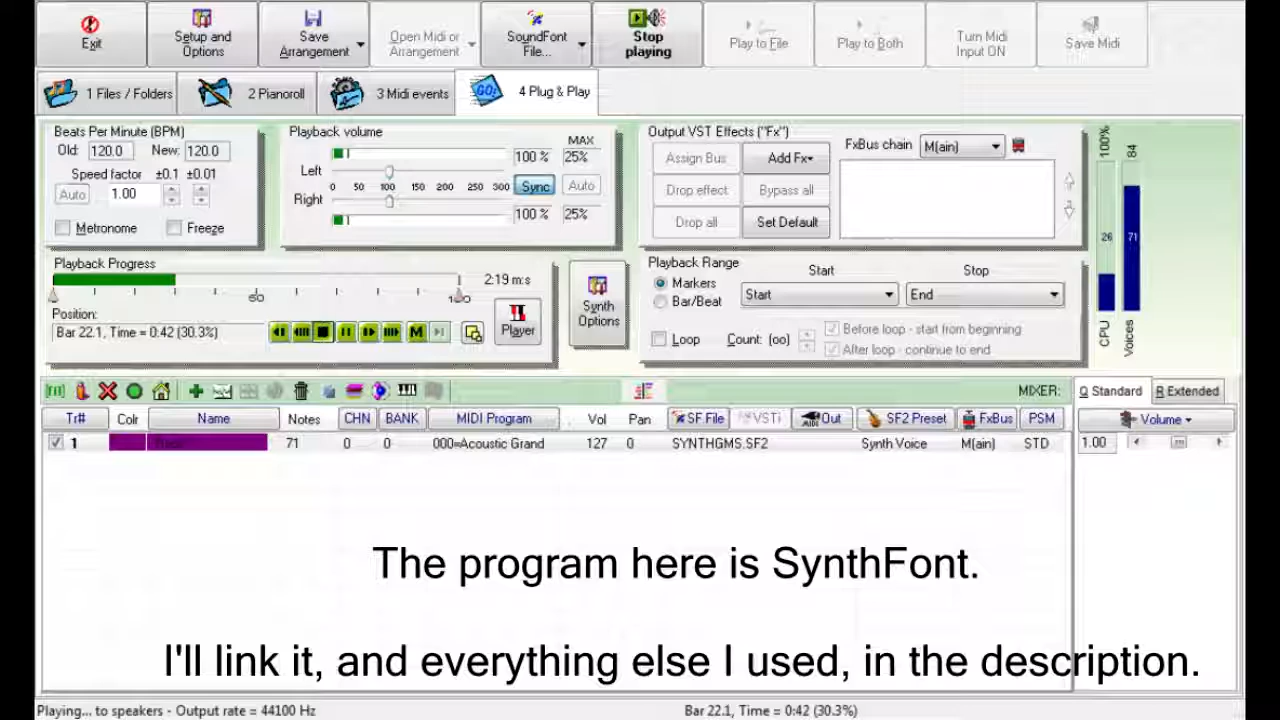 Exit
Setup and
Options
Save
Arrangement
Open Midi or
Arrangement
SoundFont
File...
Stop
playing
Play to File
Play to Both
Turn Midi
Input ON
Save Midi
1 Files / Folders
2 Pianoroll
3 Midi events
GO!
4 Plug & Play
Beats Per Minute (BPM)
Old: 120.0 New: 120.0
Speed factor ±0.1 ±0.01
Auto 1.00
Metronome Freeze
Playback volume
MAX
100 % 25%
Left
0 50 100 150 200 250 300 Sync Auto
Right
100 % 25%
Output VST Effects ("Fx")
Assign Bus Add Fx
Drop effect Bypass all
Drop all Set Default
FxBus chain M(ain)
100% 84
26 71
CPU Voices
Playback Progress
2:19 m:s
50 100
Position:
Bar 22.1, Time = 0:42 (30.3%)
M
Player
Synth
Options
Playback Range
Start Stop
Markers
Bar/Beat
Start End
Loop Count: (oo)
Before loop - start from beginning
After loop - continue to end
MIXER: Q Standard R Extended
Tr# Colr Name Notes CHN BANK MIDI Program . Vol Pan SF File VSTi Out SF2 Preset FxBus PSM Volume
1 71 0 0 000=Acoustic Grand 127 0 SYNTHGMS.SF2 Synth Voice M(ain) STD 1.00
The program here is SynthFont.
I'll link it, and everything else I used, in the description.
Playing... to speakers - Output rate = 44100 Hz
Bar 22.1, Time = 0:42 (30.3%)